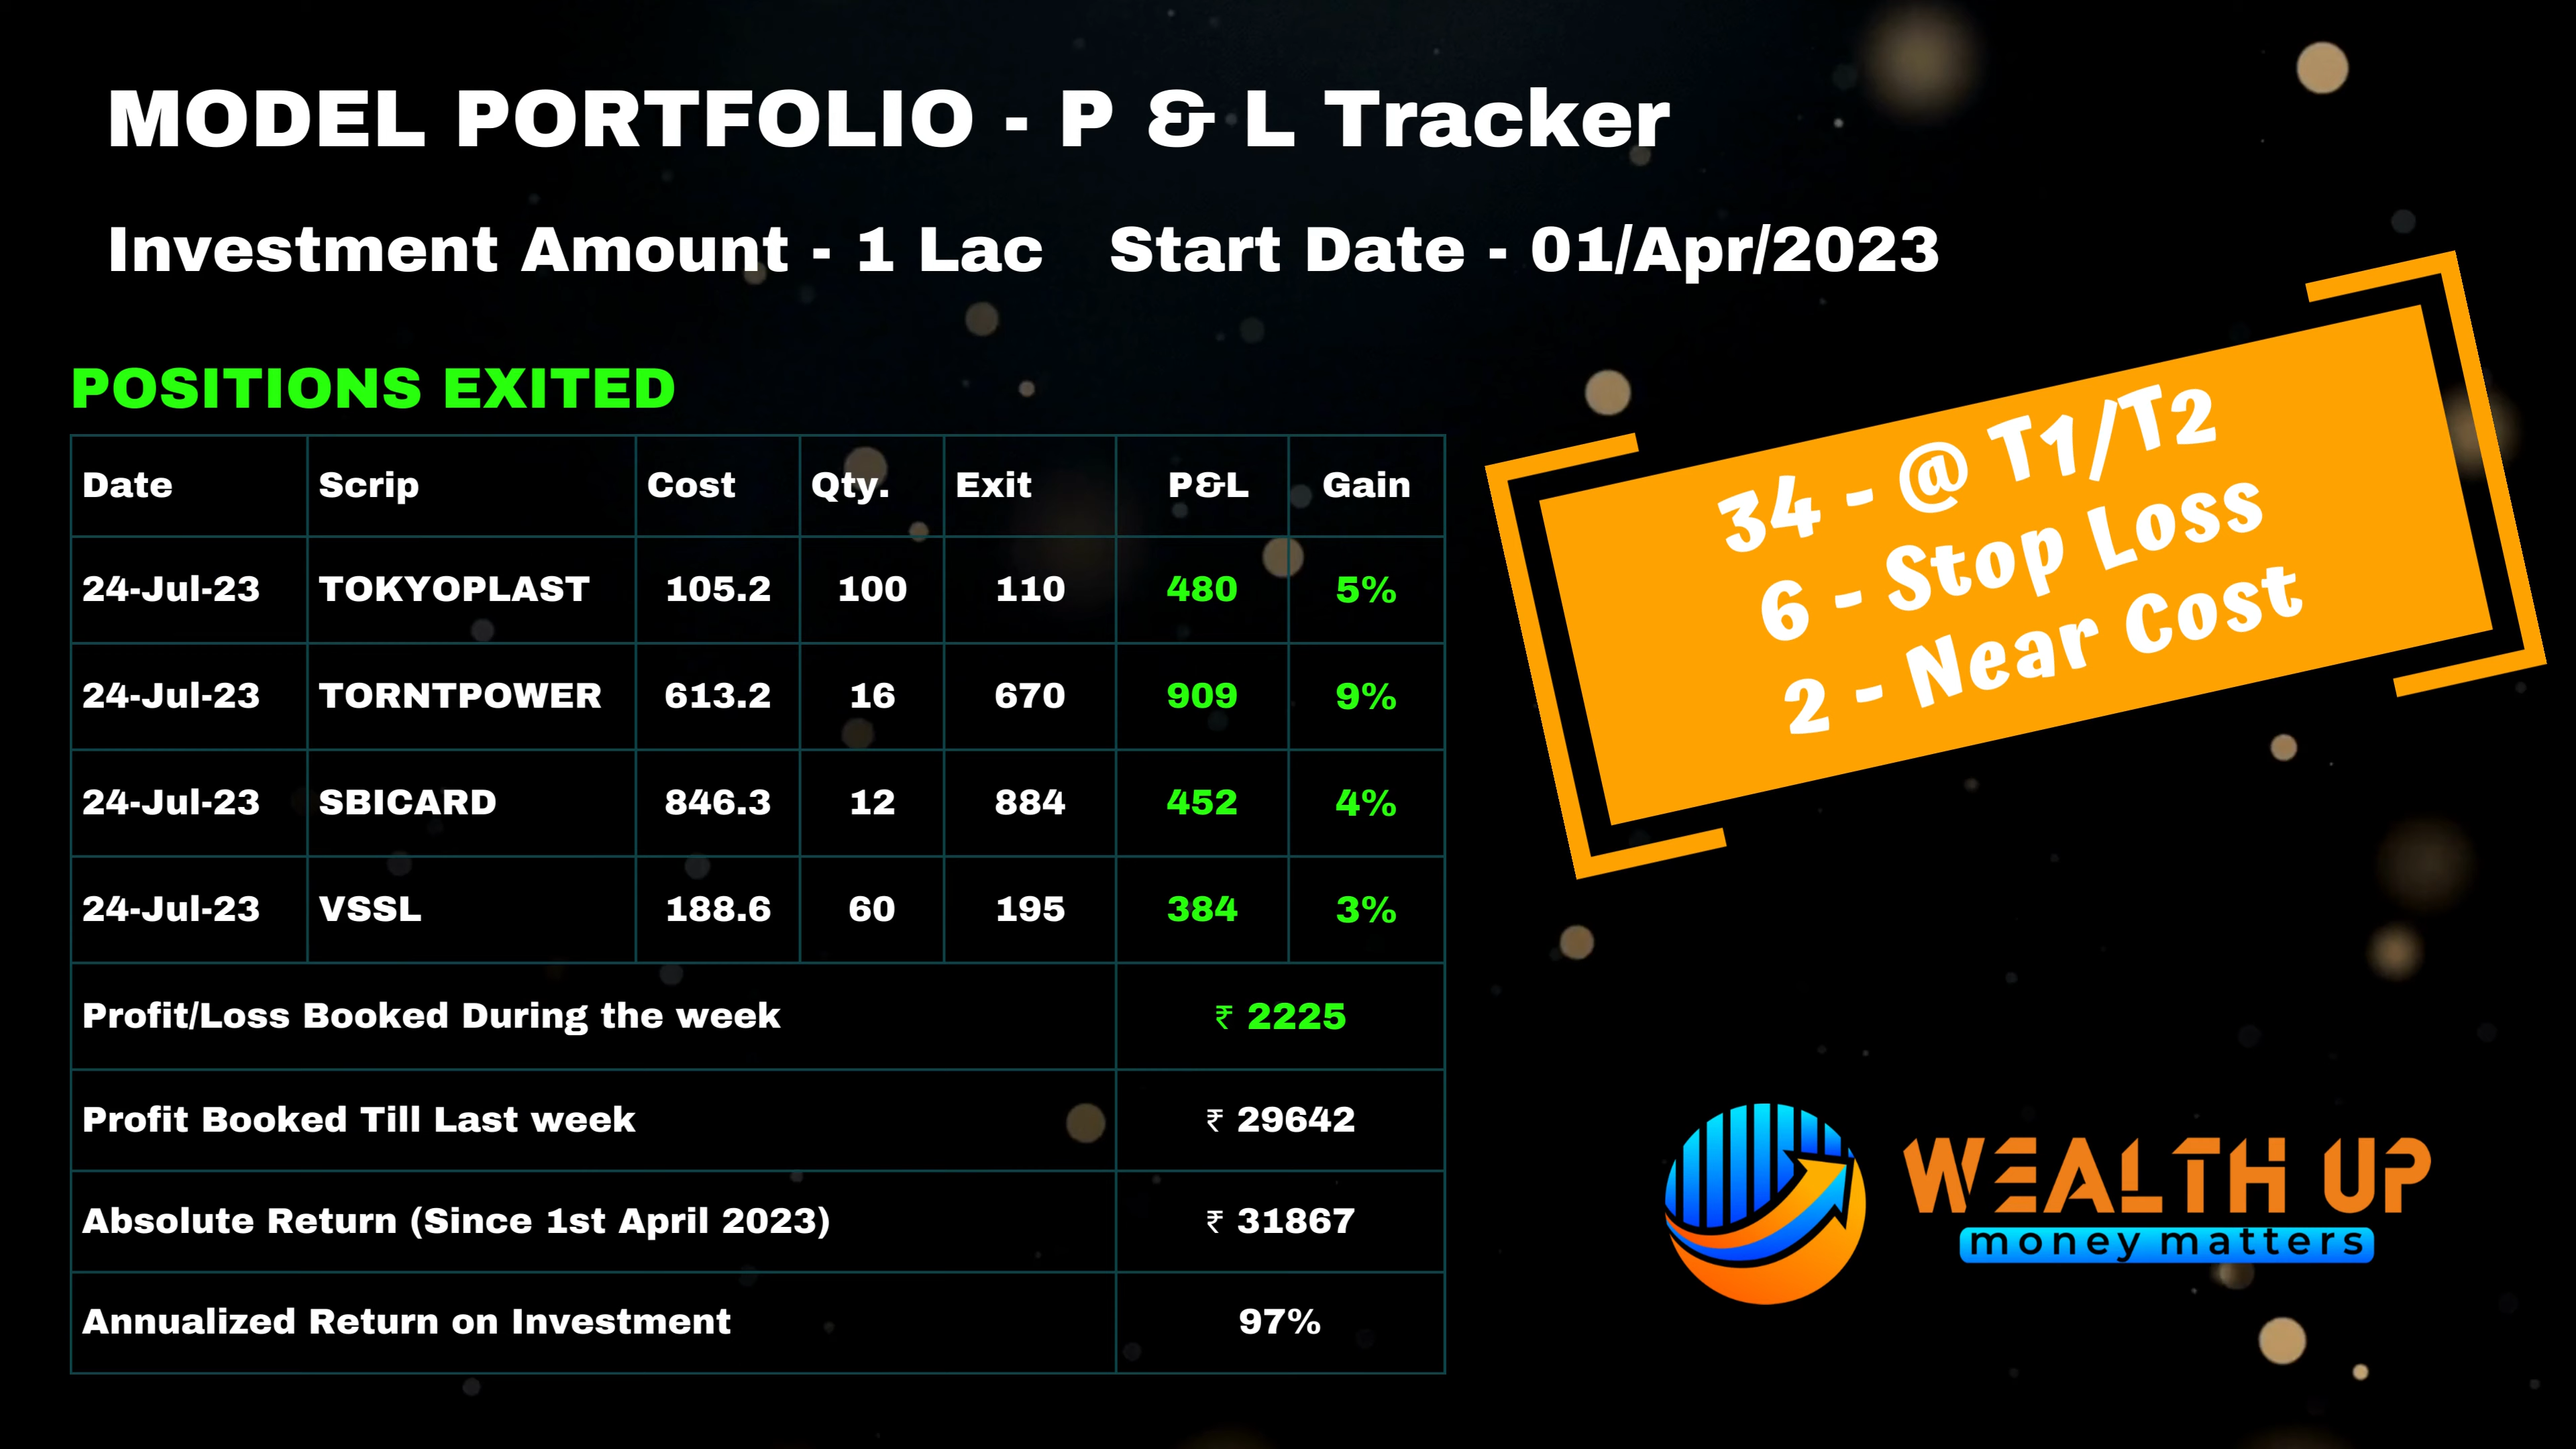 MODEL PORTFOLIO - P & L Tracker
Investment Amount - 1 Lac Start Date - 01/Apr/2023
POSITIONS EXITED
Date Scrip Cost Qty. Exit P&L Gain
24-Jul-23 TOKYOPLAST 105.2 100 110 480 5%
24-Jul-23 TORNTPOWER 613.2 16 670 909 9%
24-Jul-23 SBICARD 846.3 12 884 452 4%
24-Jul-23 VSSL 188.6 60 195 384 3%
Profit/Loss Booked During the week ₹ 2225
Profit Booked Till Last week ₹ 29642
Absolute Return (Since 1st April 2023) ₹ 31867
Annualized Return on Investment 97%
34 - @ T1/T2
6 - Stop Loss
2 - Near Cost
WEALTH UP
money matters